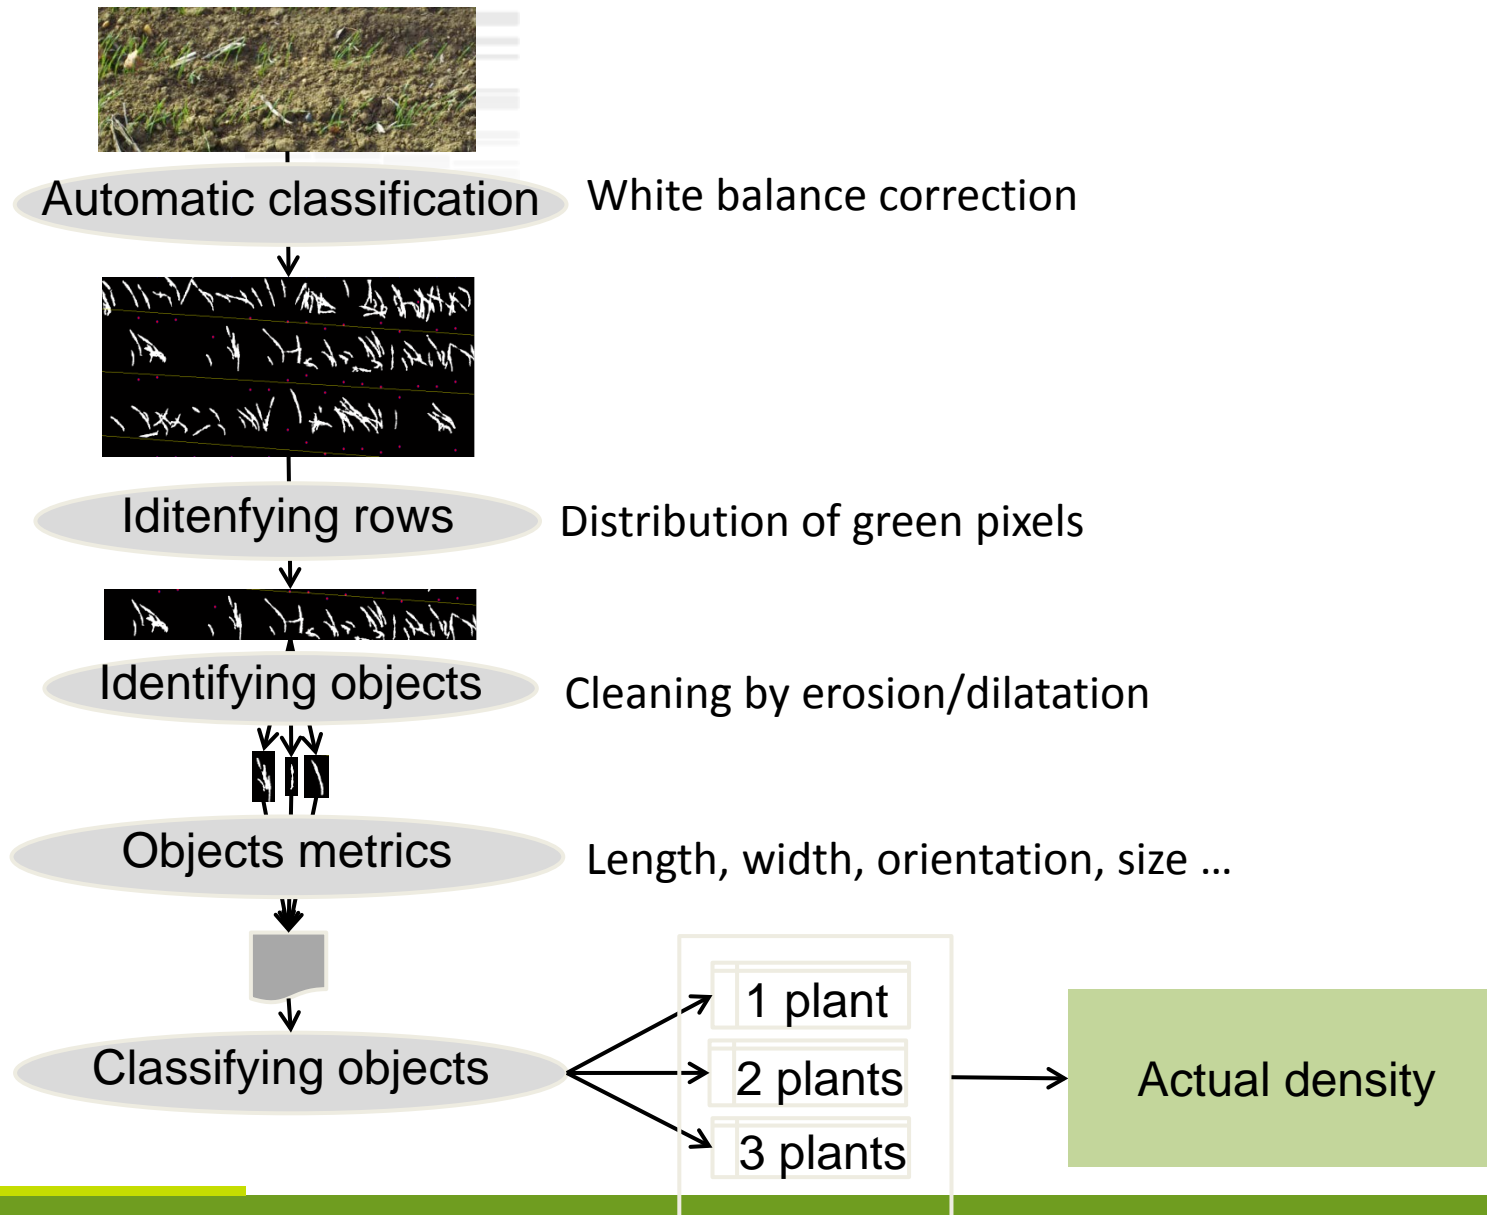 Automatic classification
White balance correction
Iditenfying rows
Distribution of green pixels
Identifying objects
Cleaning by erosion/dilatation
Objects metrics
Length, width, orientation, size …
1 plant
Classifying objects
2 plants
Actual density
3 plants